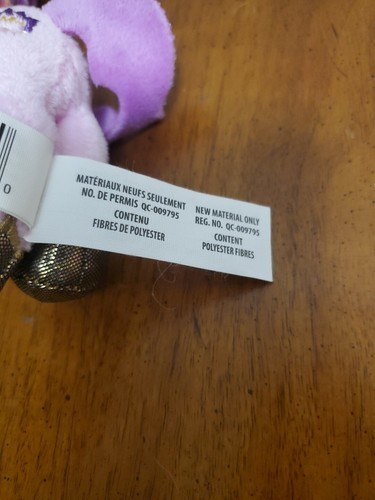 0
MATÉRIAUX NEUFS SEULEMENT
NO. DE PERMIS QC-009795
CONTENU
FIBRES DE POLYESTER
NEW MATERIAL ONLY
REG. NO. QC-009795
CONTENT
POLYESTER FIBRES